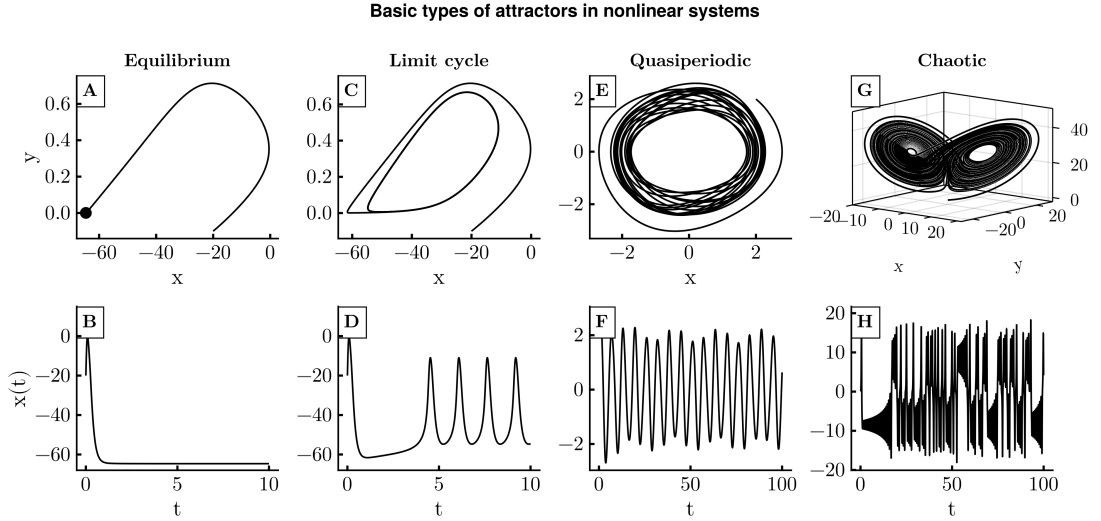 Basic types of attractors in nonlinear systems
Equilibrium
Limit cycle
Quasiperiodic
Chaotic
A
0.6
0.4
0.2
0.0
y
−60
−40
−20
0
x
C
0.6
0.4
0.2
0.0
−60
−40
−20
0
x
E
2
0
−2
−2
0
2
x
G
40
20
0
−20
−10
0
10
20
−20
0
20
x
y
B
0
−20
−40
−60
x(t)
0
5
10
t
D
0
−20
−40
−60
0
5
10
t
F
2
0
−2
0
50
100
t
H
20
10
0
−10
−20
0
50
100
t